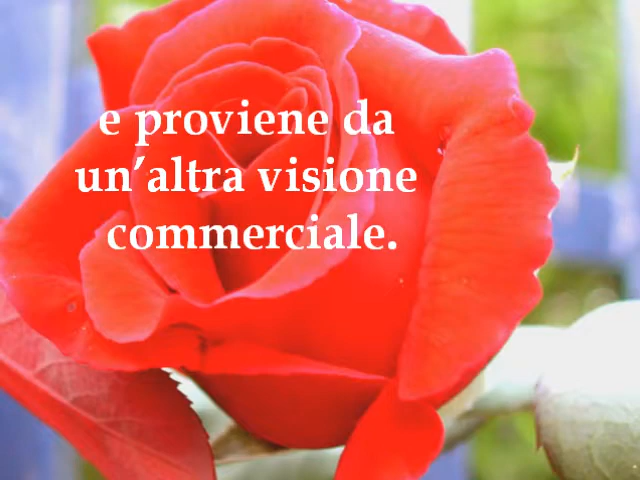 e proviene da
un’altra visione
commerciale.